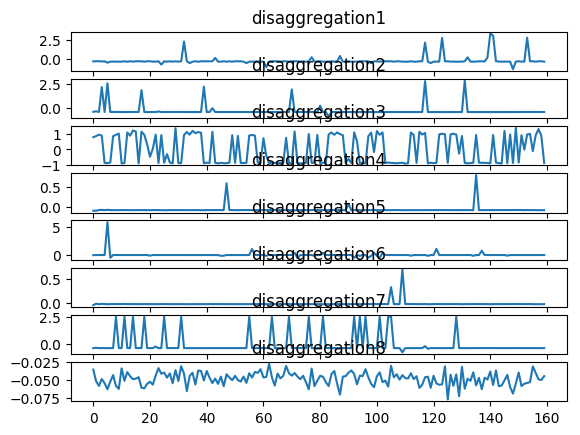 disaggregation1
2.5
0.0
disaggregation2
2.5
0.0
disaggregation3
1
0
−1
disaggregation4
0.5
0.0
disaggregation5
5
0
disaggregation6
0.5
0.0
disaggregation7
2.5
0.0
disaggregation8
−0.025
−0.050
−0.075
0 20 40 60 80 100 120 140 160